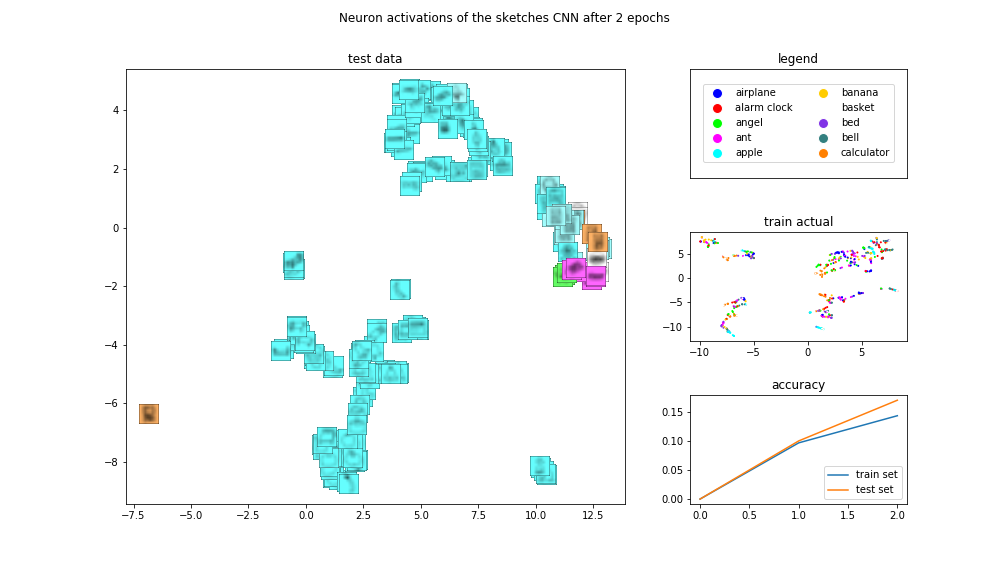 Neuron activations of the sketches CNN after 2 epochs
test data
4
2
0
−2
−4
−6
−8
−7.5 −5.0 −2.5 0.0 2.5 5.0 7.5 10.0 12.5
legend
airplane banana
alarm clock basket
angel bed
ant bell
apple calculator
train actual
5
0
−5
−10
−10 −5 0 5
accuracy
0.15
0.10
0.05
0.00
train set
test set
0.0 0.5 1.0 1.5 2.0